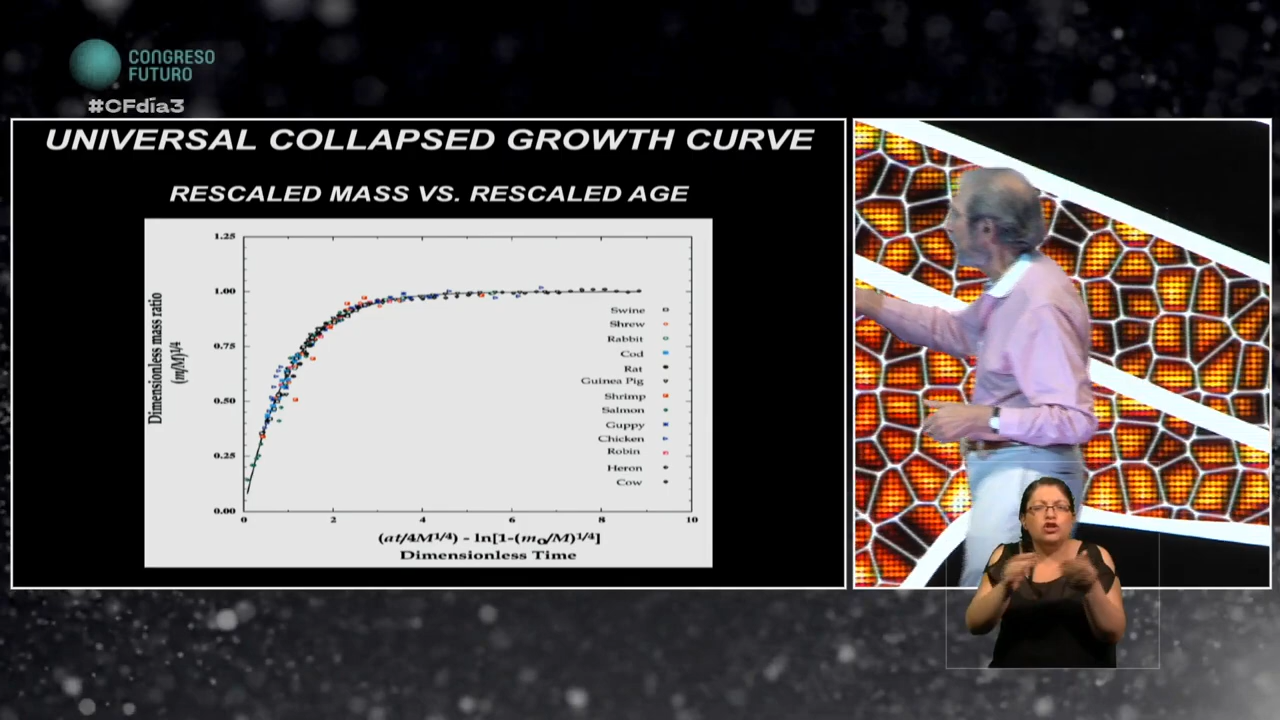 CONGRESO
FUTURO
#CFdía3
UNIVERSAL COLLAPSED GROWTH CURVE
RESCALED MASS VS. RESCALED AGE
1.25
1.00
0.75
0.50
0.25
0.00
Dimensionless mass ratio
(m/M)1/4
Swine
Shrew
Rabbit
Cod
Rat
Guinea Pig
Shrimp
Salmon
Guppy
Chicken
Robin
Heron
Cow
0 2 4 6 8 10
(at/4M1/4) - ln[1-(m0/M)1/4]
Dimensionless Time